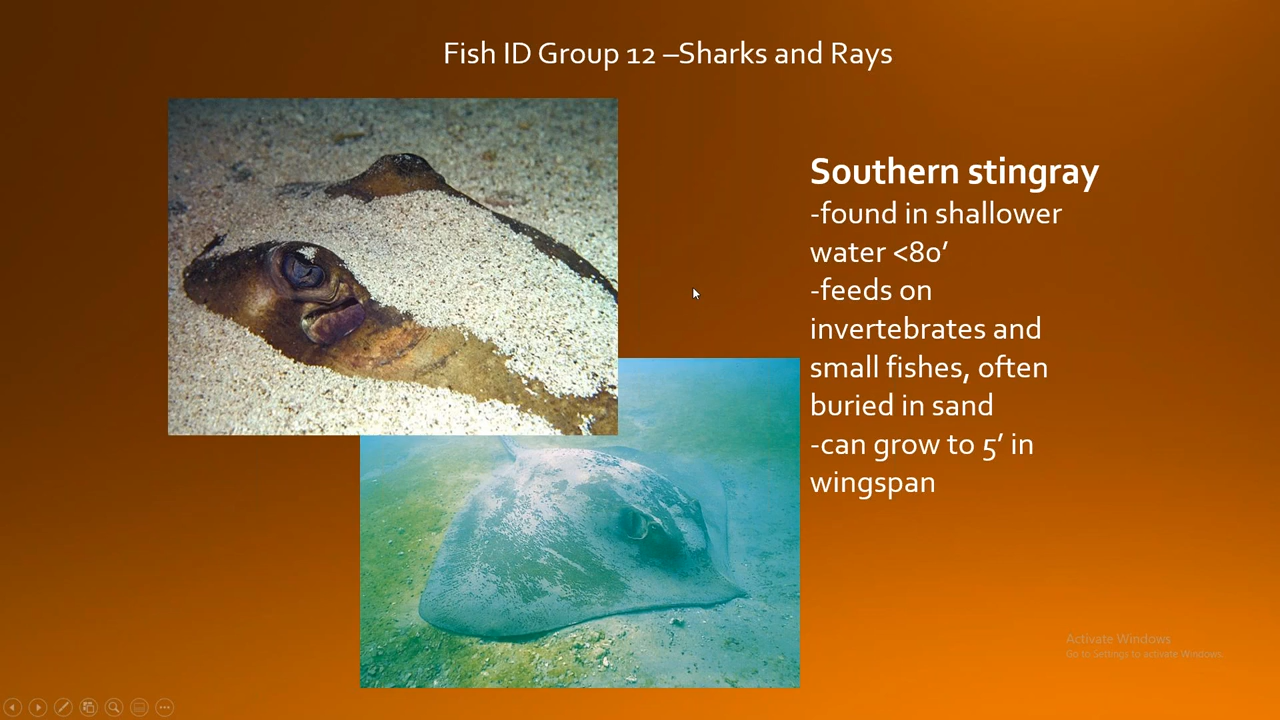 Fish ID Group 12 –Sharks and Rays
Southern stingray
-found in shallower
water <80’
-feeds on
invertebrates and
small fishes, often
buried in sand
-can grow to 5’ in
wingspan
Activate Windows
Go to Settings to activate Windows.